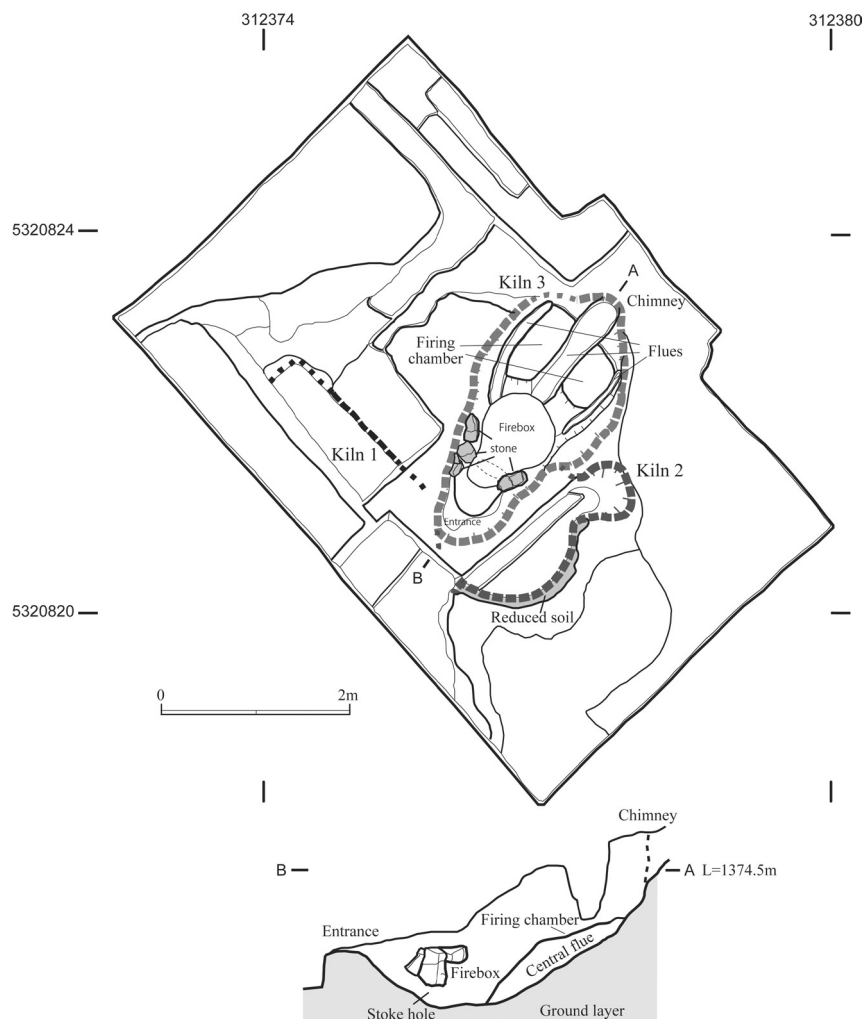 312374
312380
5320824
A
Kiln 3
Chimney
Firing
chamber
Flues
Firebox
stone
Kiln 1
Kiln 2
Entrance
B
5320820
Reduced soil
0
2m
Chimney
B
A L=1374.5m
Firing chamber
Entrance
Central flue
Firebox
Stoke hole
Ground layer